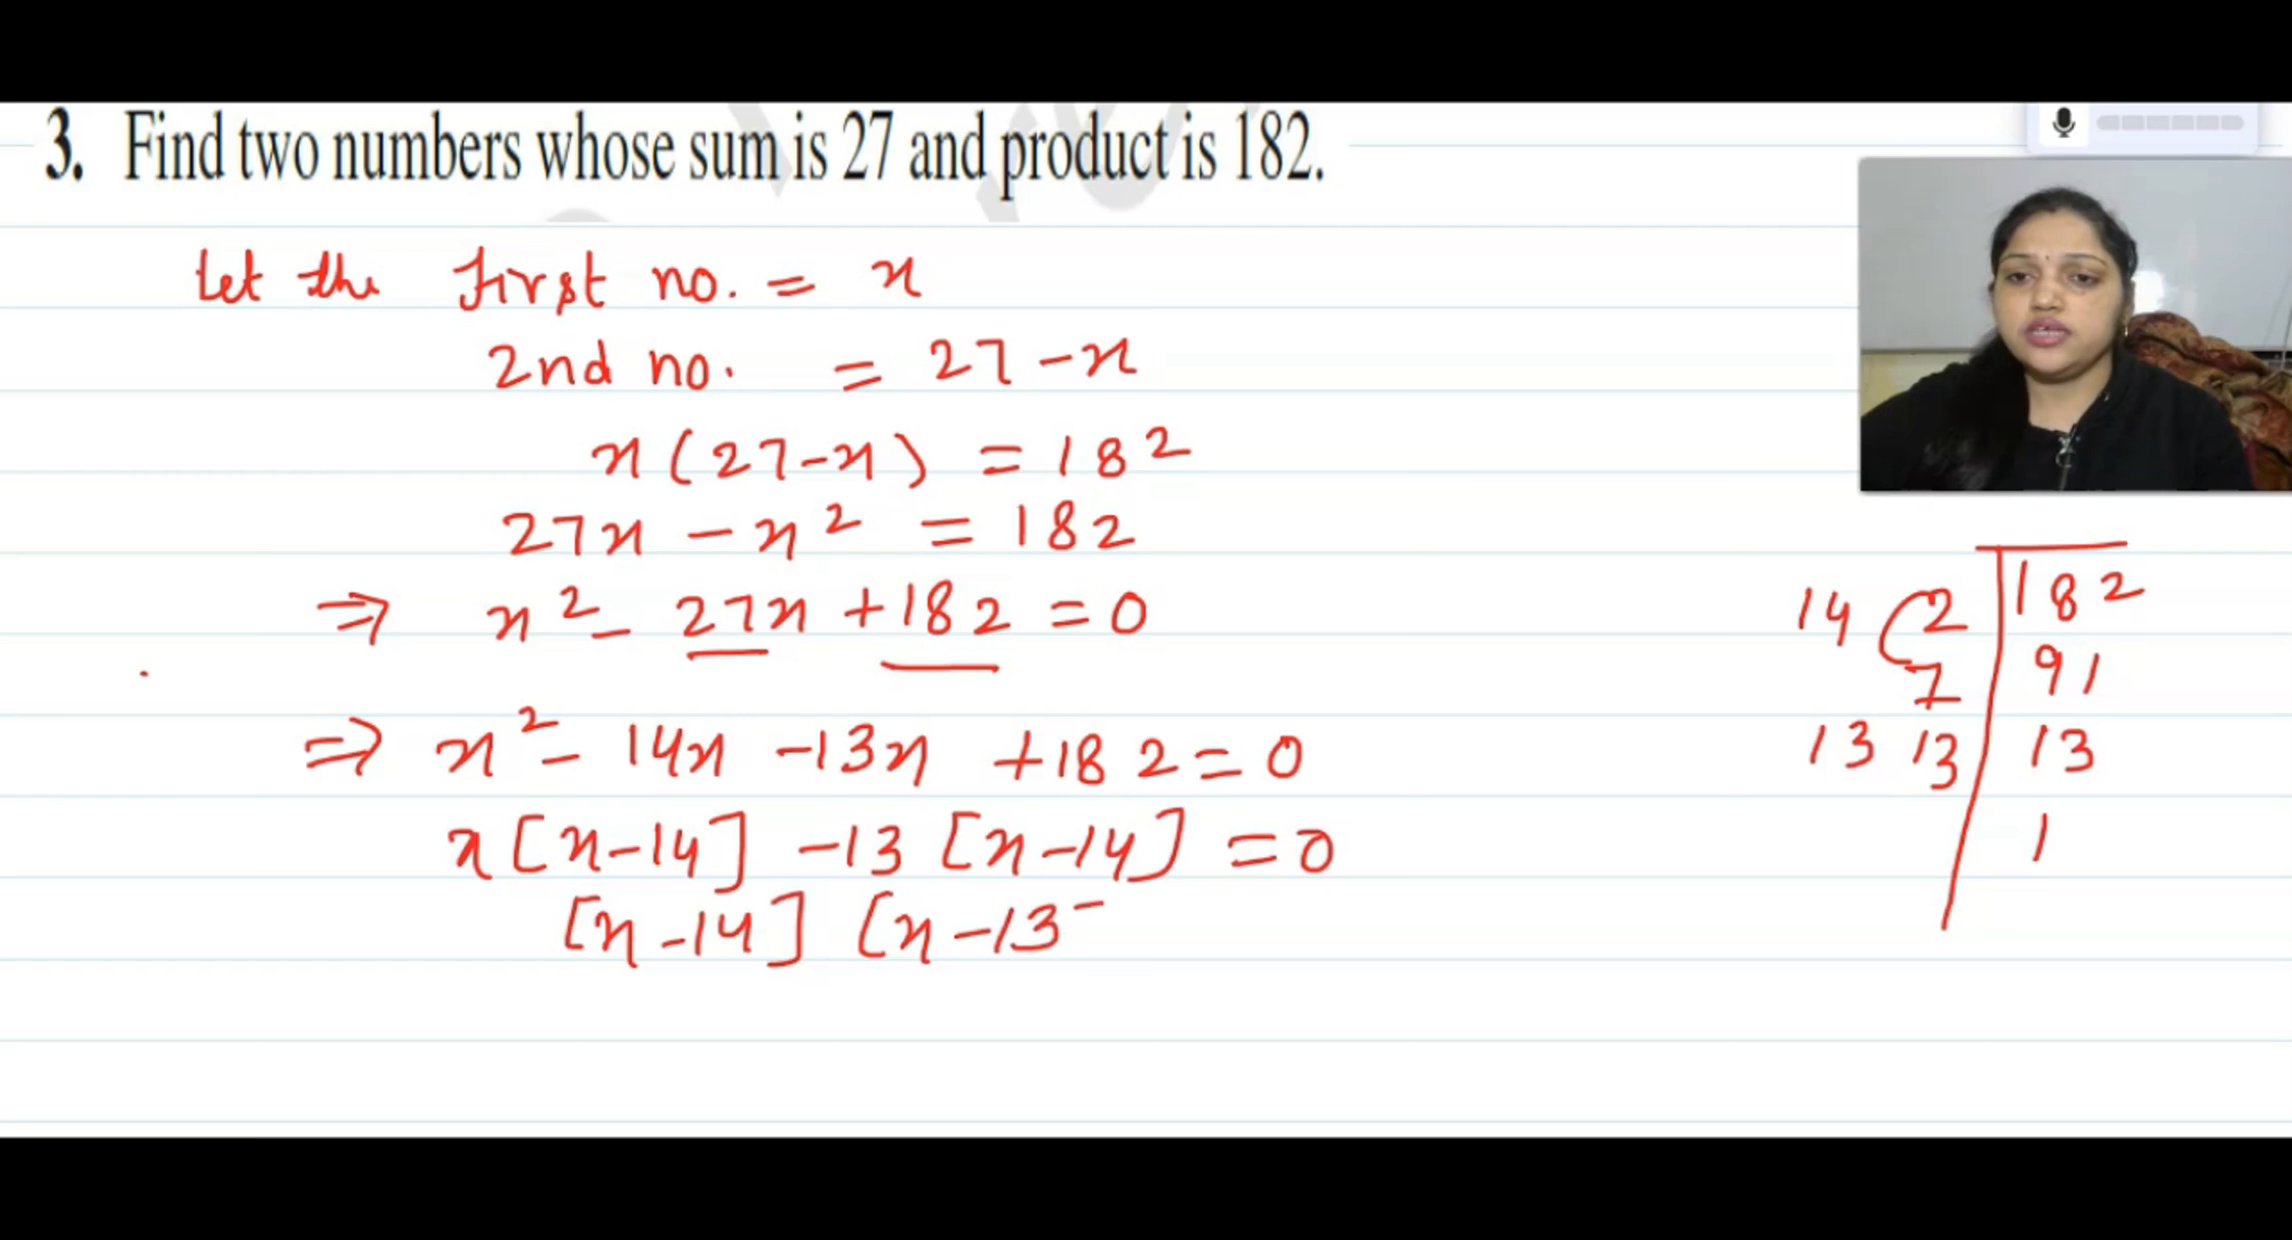 3. Find two numbers whose sum is 27 and product is 182.
Let the first no. = x
2nd no. = 27 - x
x (27-x) = 182
27x - x² = 182
⇒ x² - 27x + 182 = 0
⇒ x² - 14x - 13x + 182 = 0
x [x-14] - 13 [x-14] = 0
[x-14] [x-13
14 2 | 182
7 | 91
13 13 | 13
1